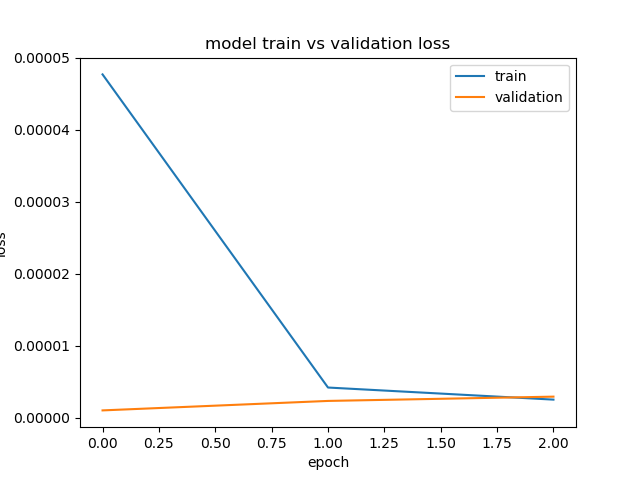 model train vs validation loss
train
validation
0.00005
0.00004
0.00003
0.00002
0.00001
0.00000
loss
0.00 0.25 0.50 0.75 1.00 1.25 1.50 1.75 2.00
epoch